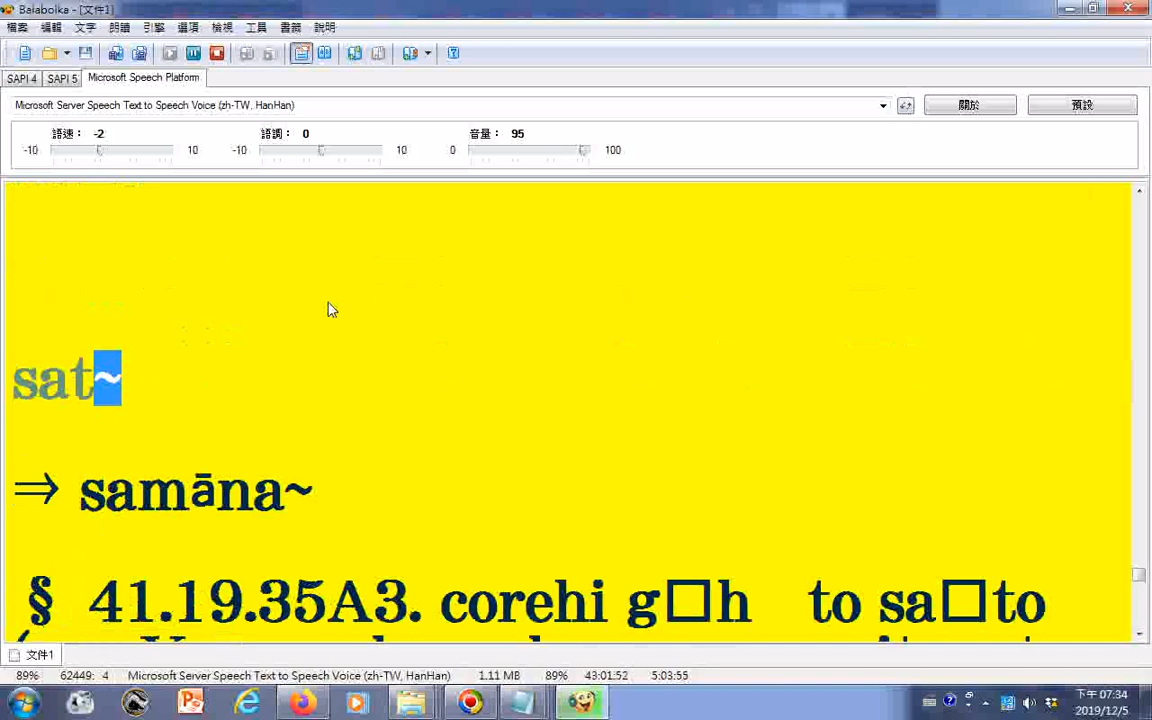 Balabolka - [文件1]
檔案 編輯 文字 朗讀 引擎 選項 檢視 工具 書籤 說明
SAPI 4 SAPI 5 Microsoft Speech Platform
Microsoft Server Speech Text to Speech Voice (zh-TW, HanHan) 關於 預設
語速： -2 語調： 0 音量： 95
-10 10 -10 10 0 100
sat~
⇒ samāna~
§ 41.19.35A3. corehi g□h to sa□to
文件1
89% 62449: 4 Microsoft Server Speech Text to Speech Voice (zh-TW, HanHan) 1.11 MB 89% 43:01:52 5:03:55
下午 07:34
2019/12/5